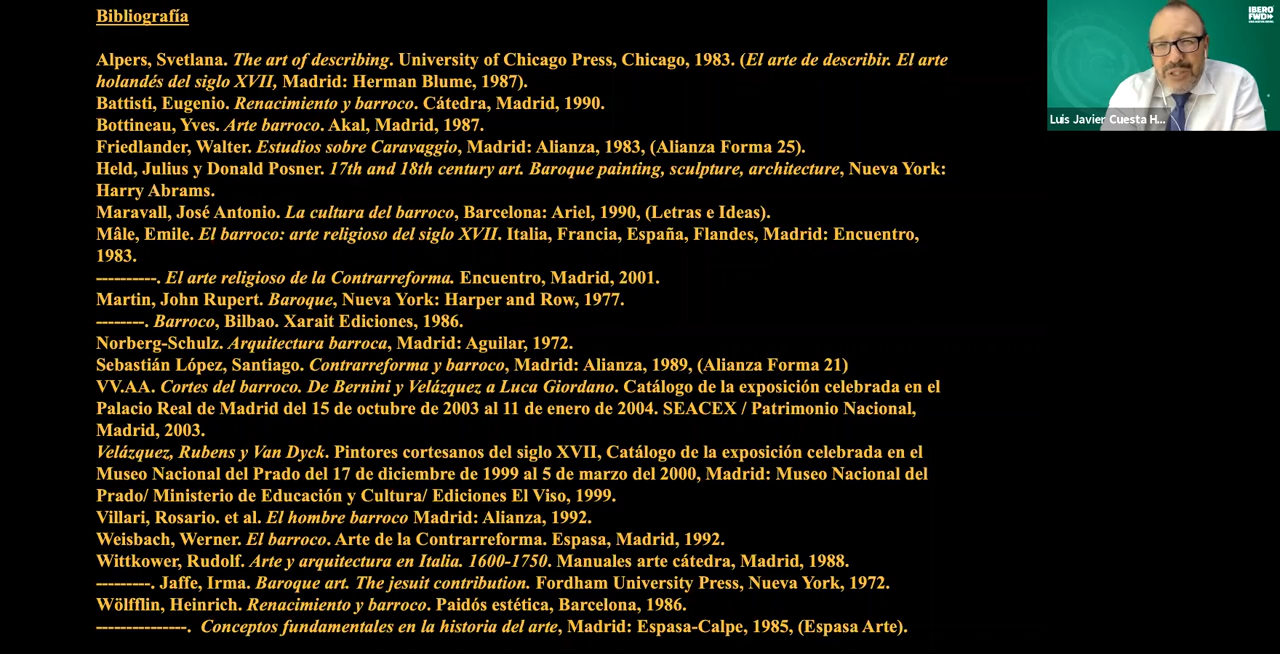 Bibliografía
Alpers, Svetlana. The art of describing. University of Chicago Press, Chicago, 1983. (El arte de describir. El arte
holandés del siglo XVII, Madrid: Herman Blume, 1987).
Battisti, Eugenio. Renacimiento y barroco. Cátedra, Madrid, 1990.
Bottineau, Yves. Arte barroco. Akal, Madrid, 1987.
Friedlander, Walter. Estudios sobre Caravaggio, Madrid: Alianza, 1983, (Alianza Forma 25).
Held, Julius y Donald Posner. 17th and 18th century art. Baroque painting, sculpture, architecture, Nueva York:
Harry Abrams.
Maravall, José Antonio. La cultura del barroco, Barcelona: Ariel, 1990, (Letras e Ideas).
Mâle, Emile. El barroco: arte religioso del siglo XVII. Italia, Francia, España, Flandes, Madrid: Encuentro,
1983.
----------. El arte religioso de la Contrarreforma. Encuentro, Madrid, 2001.
Martin, John Rupert. Baroque, Nueva York: Harper and Row, 1977.
--------. Barroco, Bilbao. Xarait Ediciones, 1986.
Norberg-Schulz. Arquitectura barroca, Madrid: Aguilar, 1972.
Sebastián López, Santiago. Contrarreforma y barroco, Madrid: Alianza, 1989, (Alianza Forma 21)
VV.AA. Cortes del barroco. De Bernini y Velázquez a Luca Giordano. Catálogo de la exposición celebrada en el
Palacio Real de Madrid del 15 de octubre de 2003 al 11 de enero de 2004. SEACEX / Patrimonio Nacional,
Madrid, 2003.
Velázquez, Rubens y Van Dyck. Pintores cortesanos del siglo XVII, Catálogo de la exposición celebrada en el
Museo Nacional del Prado del 17 de diciembre de 1999 al 5 de marzo del 2000, Madrid: Museo Nacional del
Prado/ Ministerio de Educación y Cultura/ Ediciones El Viso, 1999.
Villari, Rosario. et al. El hombre barroco Madrid: Alianza, 1992.
Weisbach, Werner. El barroco. Arte de la Contrarreforma. Espasa, Madrid, 1992.
Wittkower, Rudolf. Arte y arquitectura en Italia. 1600-1750. Manuales arte cátedra, Madrid, 1988.
---------. Jaffe, Irma. Baroque art. The jesuit contribution. Fordham University Press, Nueva York, 1972.
Wölfflin, Heinrich. Renacimiento y barroco. Paidós estética, Barcelona, 1986.
---------------. Conceptos fundamentales en la historia del arte, Madrid: Espasa-Calpe, 1985, (Espasa Arte).
IBERO
FWD
Luis Javier Cuesta H...